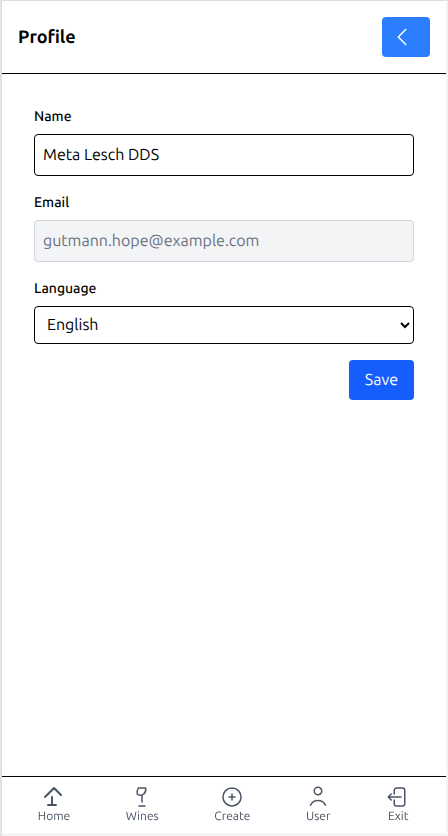 Profile
Name
Meta Lesch DDS
Email
gutmann.hope@example.com
Language
English
Save
Home Wines Create User Exit